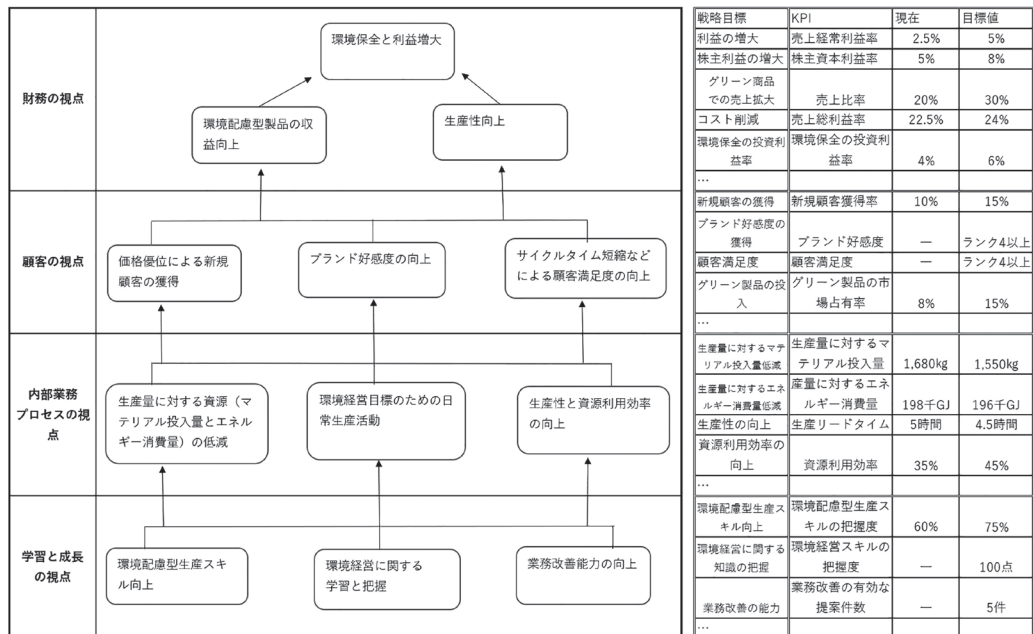 財務の視点
環境保全と利益増大
環境配慮型製品の収
益向上
生産性向上
顧客の視点
価格優位による新規
顧客の獲得
ブランド好感度の向上
サイクルタイム短縮など
による顧客満足度の向上
内部業務
プロセスの視
点
生産量に対する資源（マ
テリアル投入量とエネル
ギー消費量）の低減
環境経営目標のための日
常生産活動
生産性と資源利用効率
の向上
学習と成長
の視点
環境配慮型生産スキ
ル向上
環境経営に関する
学習と把握
業務改善能力の向上
戦略目標 KPI 現在 目標値
利益の増大 売上経常利益率 2.5% 5%
株主利益の増大 株主資本利益率 5% 8%
グリーン商品
での売上拡大 売上比率 20% 30%
コスト削減 売上総利益率 22.5% 24%
環境保全の投資利 環境保全の投資利
益率 益率 4% 6%
…
新規顧客の獲得 新規顧客獲得率 10% 15%
ブランド好感度の
獲得 ブランド好感度 — ランク4以上
顧客満足度 顧客満足度 — ランク4以上
グリーン製品の投 グリーン製品の市
入 場占有率 8% 15%
…
生産量に対するマテ 生産量に対するマ
リアル投入量低減 テリアル投入量 1,680kg 1,550kg
生産量に対するエネ 産量に対するエネ
ルギー消費量低減 ルギー消費量 198千GJ 196千GJ
生産性の向上 生産リードタイム 5時間 4.5時間
資源利用効率の
向上 資源利用効率 35% 45%
…
環境配慮型生産ス 環境配慮型生産ス
キル向上 キルの把握度 60% 75%
環境経営に関する 環境経営スキルの
知識の把握 把握度 — 100点
業務改善の有効な
業務改善の能力 提案件数 — 5件
…